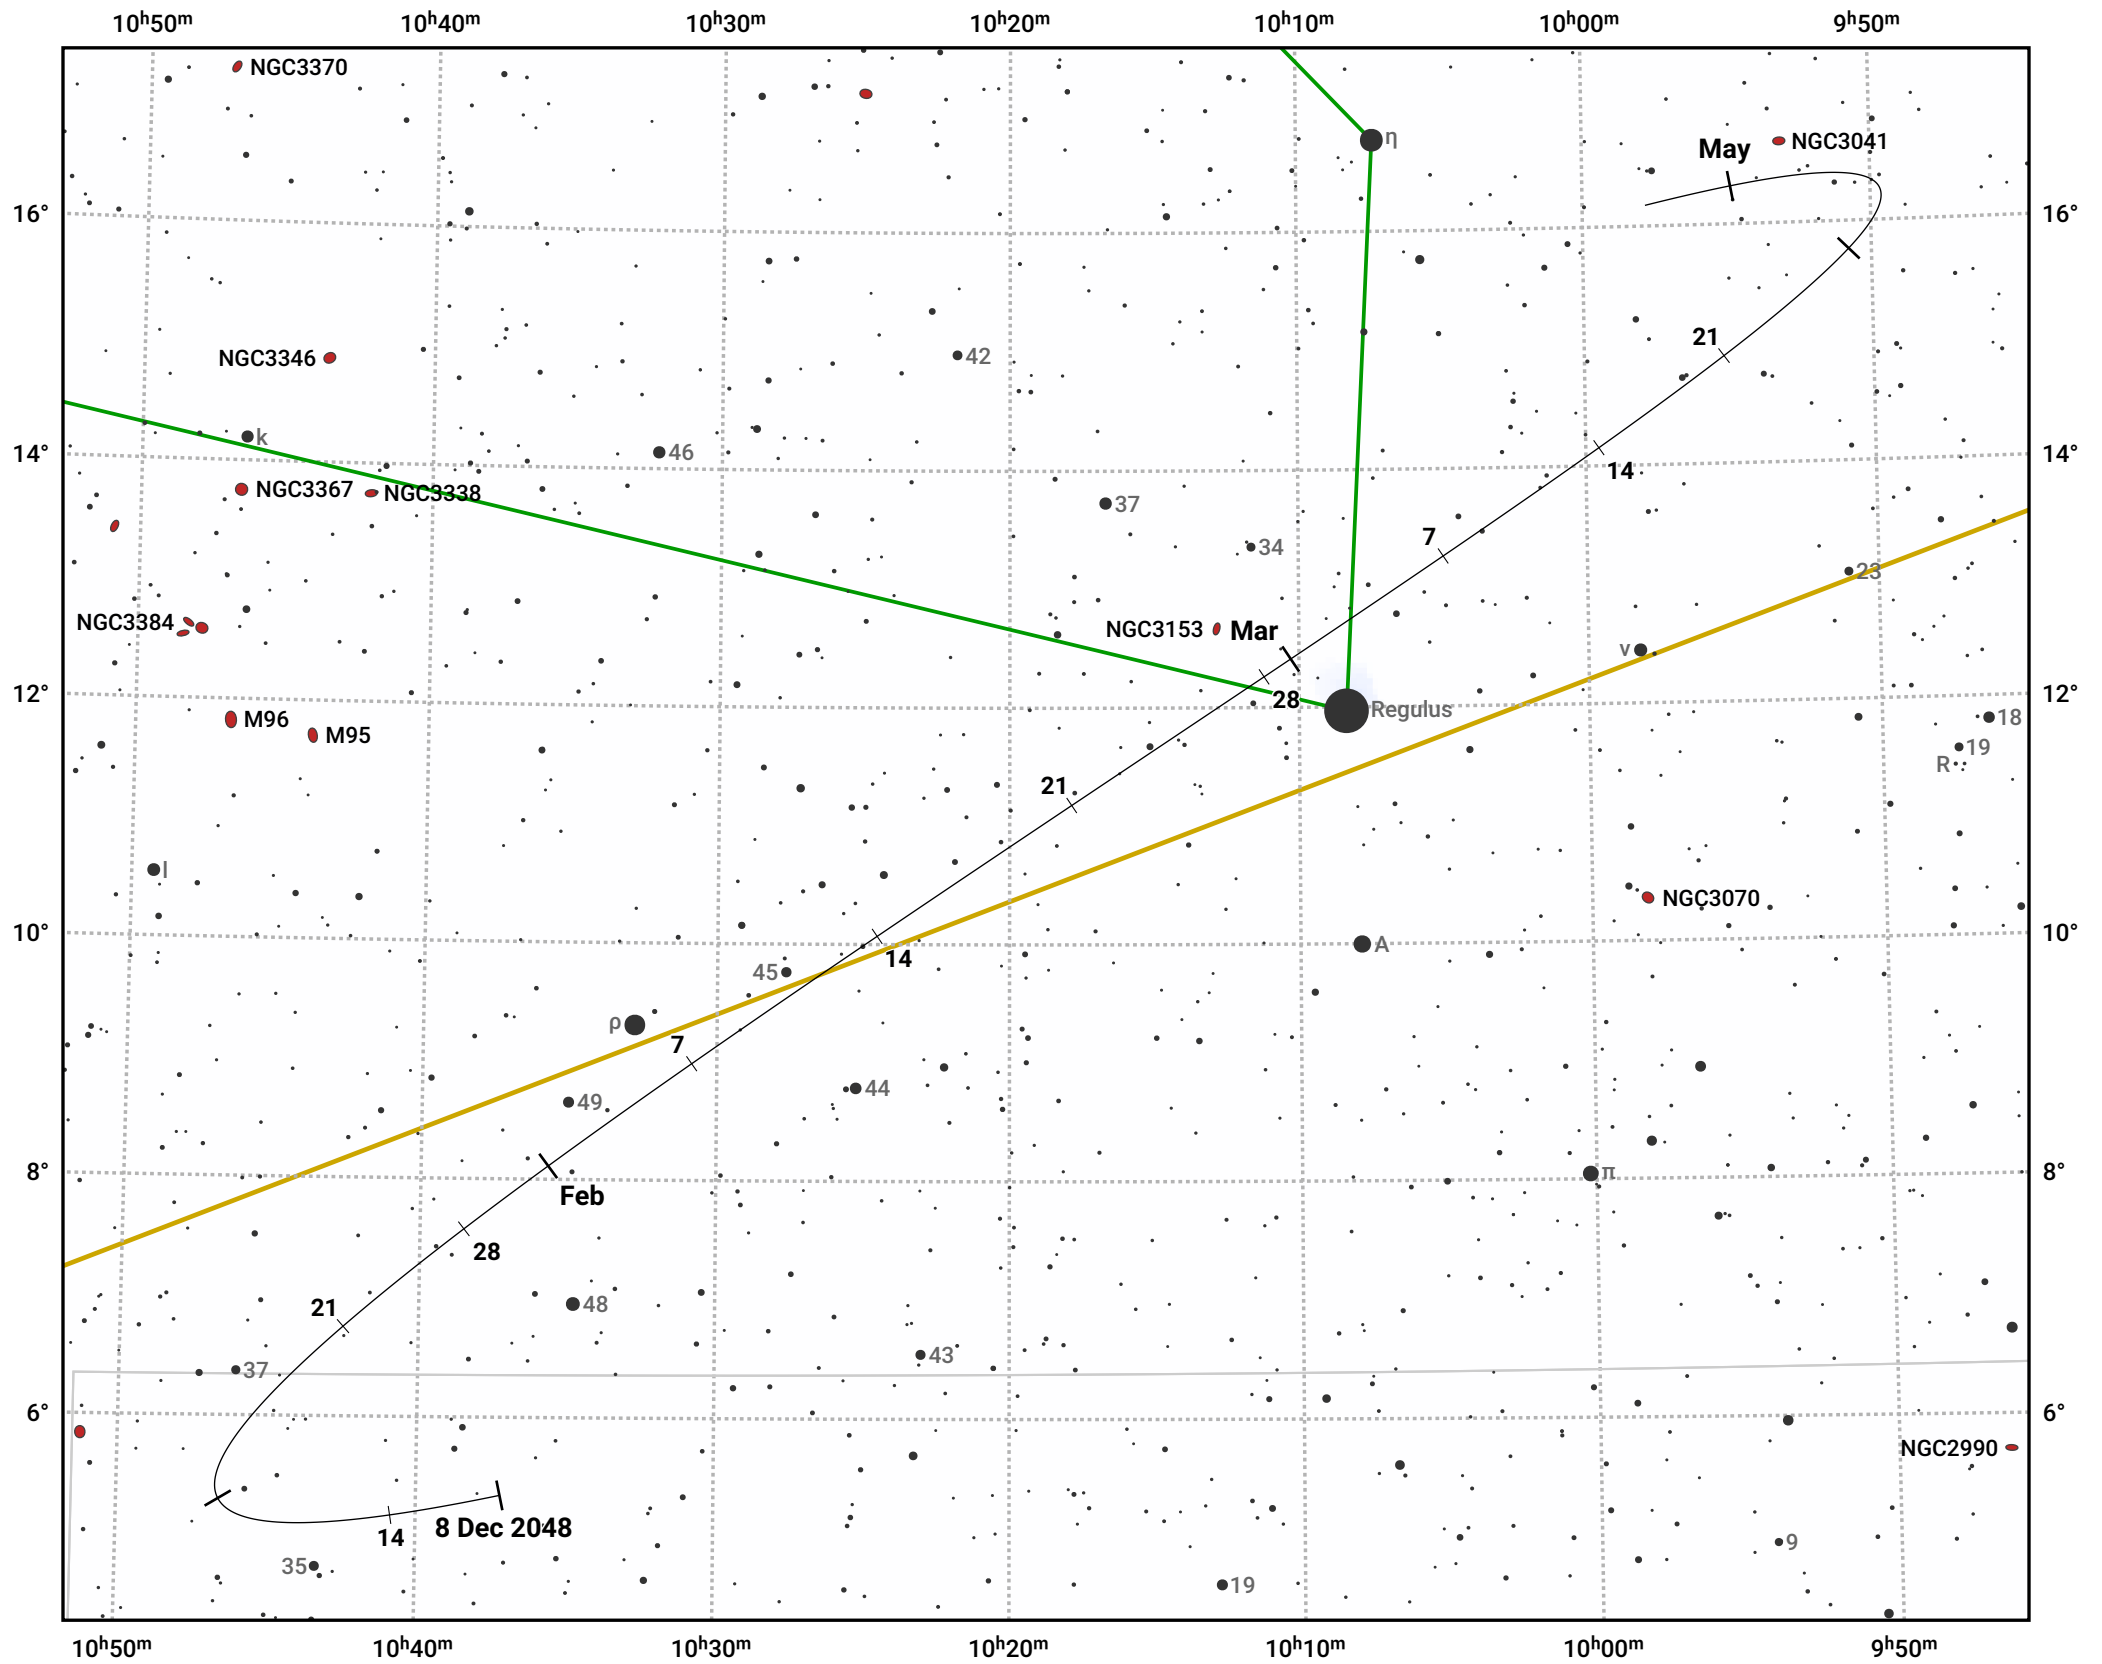 10ʰ50ᵐ 10ʰ40ᵐ 10ʰ30ᵐ 10ʰ20ᵐ 10ʰ10ᵐ 10ʰ00ᵐ 9ʰ50ᵐ
NGC3370
η
NGC3041
May
16° 16°
21
NGC3346
42
k
46
14° 14°
14
NGC3367
NGC3338
37
7
34
23
NGC3384
NGC3153
Mar
ν
12° 12°
28
Regulus
M96
M95
18
19
R
21
l
NGC3070
10° 10°
A
14
45
ρ
7
44
49
8° 8°
π
Feb
28
48
21
43
37
6° 6°
NGC2990
8 Dec 2048
14
9
35
19
10ʰ50ᵐ 10ʰ40ᵐ 10ʰ30ᵐ 10ʰ20ᵐ 10ʰ10ᵐ 10ʰ00ᵐ 9ʰ50ᵐ